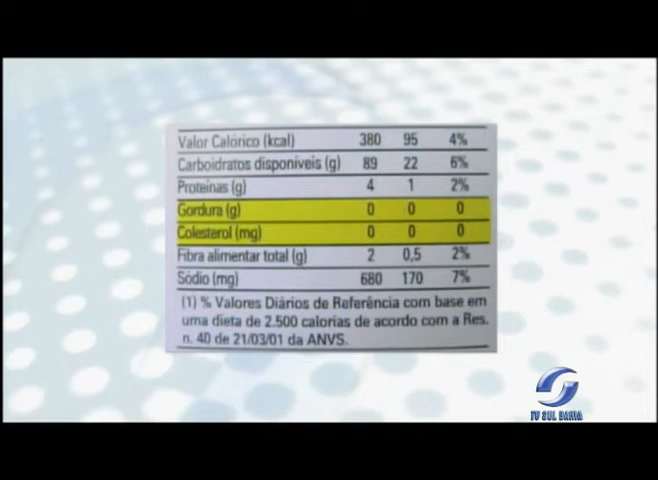 Valor Calórico (kcal) 380 95 4%
Carboidratos disponíveis (g) 89 22 6%
Proteínas (g) 4 1 2%
Gordura (g) 0 0 0
Colesterol (mg) 0 0 0
Fibra alimentar total (g) 2 0,5 2%
Sódio (mg) 680 170 7%
(1) % Valores Diários de Referência com base em
uma dieta de 2.500 calorias de acordo com a Res.
n. 40 de 21/03/01 da ANVS.
TV SUL BAHIA